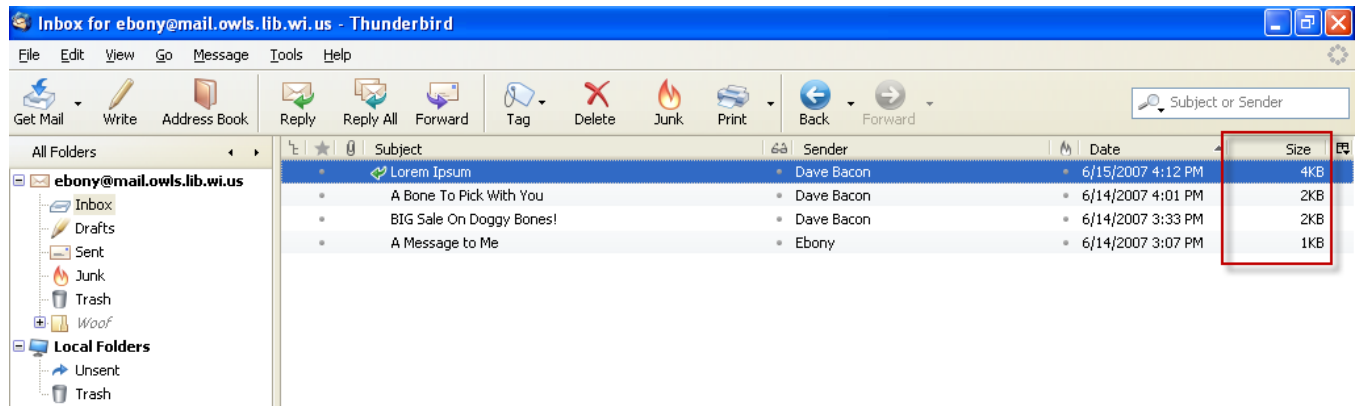 Inbox for ebony@mail.owls.lib.wi.us - Thunderbird
File Edit View Go Message Tools Help
Get Mail Write Address Book Reply Reply All Forward Tag Delete Junk Print Back Forward Subject or Sender
All Folders Subject Sender Date Size
ebony@mail.owls.lib.wi.us Lorem Ipsum Dave Bacon 6/15/2007 4:12 PM 4KB
Inbox A Bone To Pick With You Dave Bacon 6/14/2007 4:01 PM 2KB
Drafts BIG Sale On Doggy Bones! Dave Bacon 6/14/2007 3:33 PM 2KB
Sent A Message to Me Ebony 6/14/2007 3:07 PM 1KB
Junk
Trash
Woof
Local Folders
Unsent
Trash